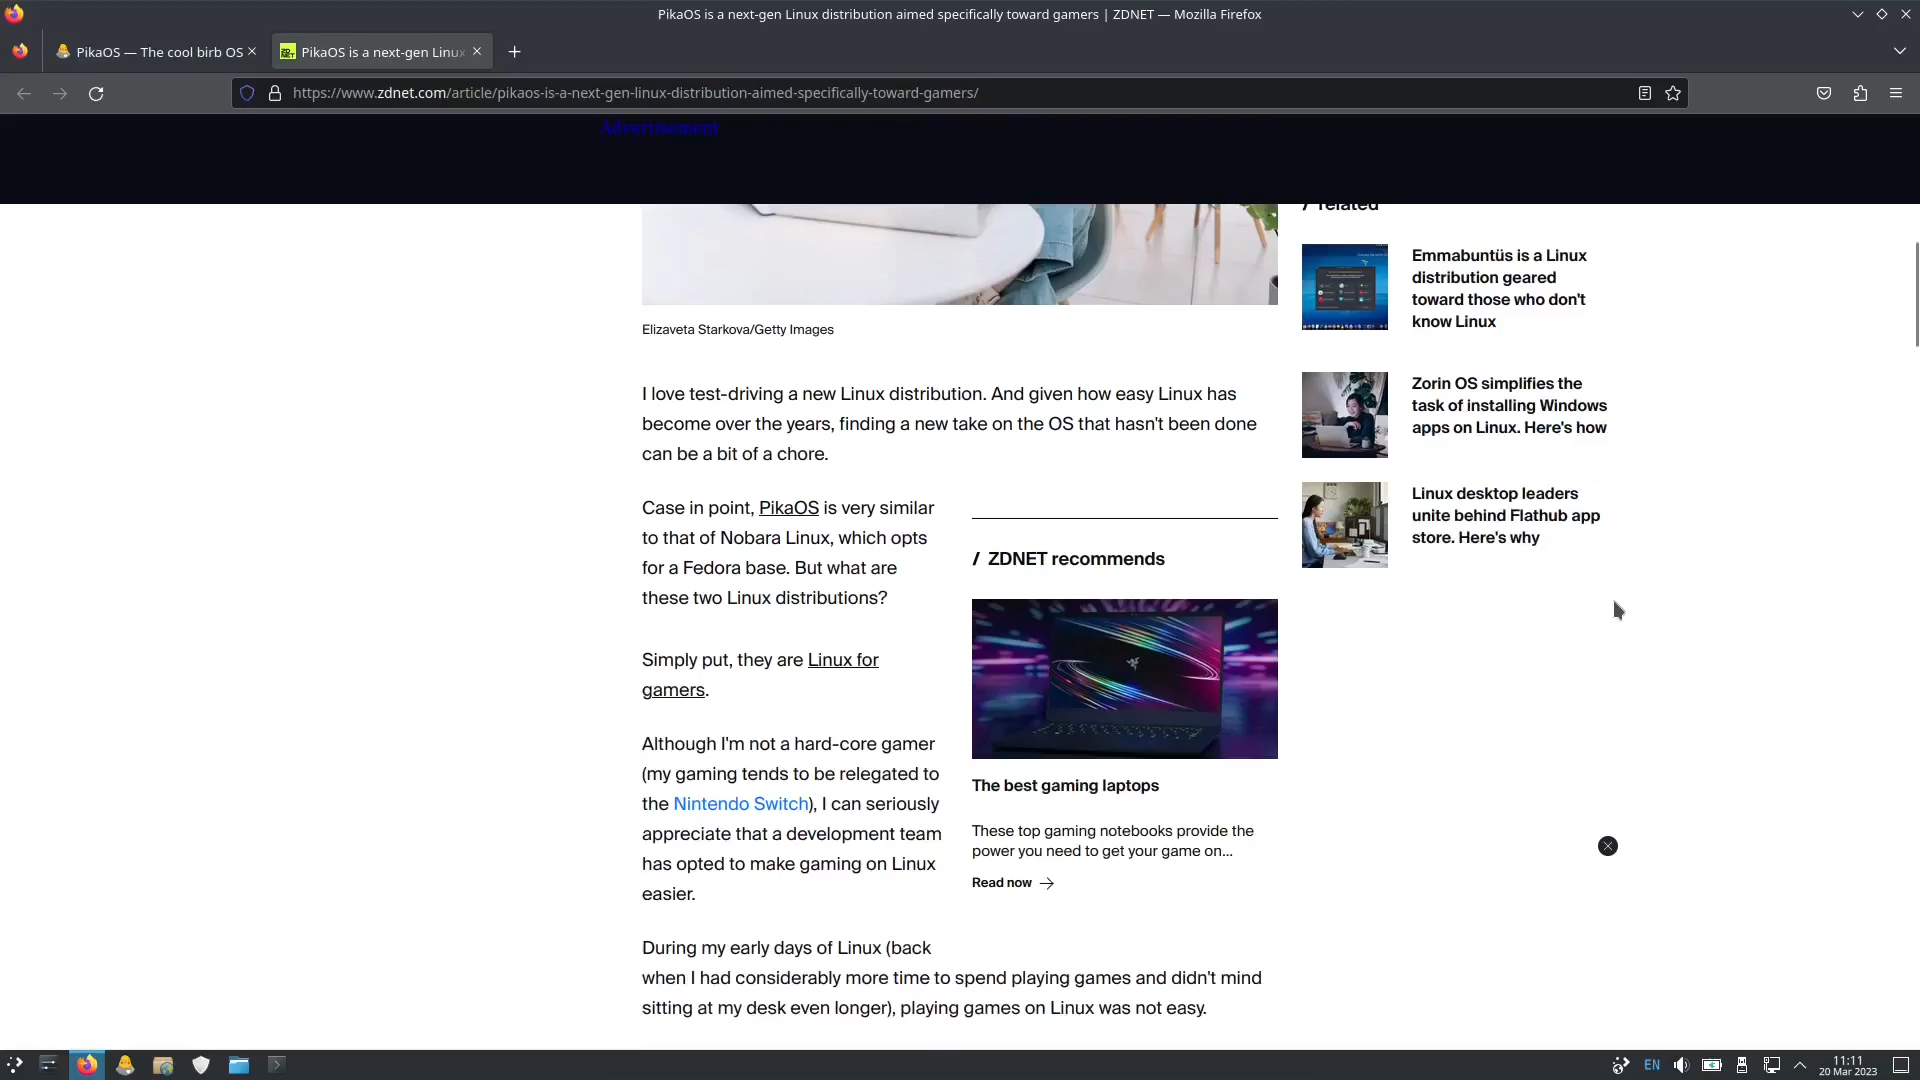 PikaOS is a next-gen Linux distribution aimed specifically toward gamers | ZDNET — Mozilla Firefox
PikaOS — The cool birb OS
PikaOS is a next-gen Linux
https://www.zdnet.com/article/pikaos-is-a-next-gen-linux-distribution-aimed-specifically-toward-gamers/
Advertisement
/ related
Elizaveta Starkova/Getty Images
I love test-driving a new Linux distribution. And given how easy Linux has
become over the years, finding a new take on the OS that hasn't been done
can be a bit of a chore.
Case in point, PikaOS is very similar
to that of Nobara Linux, which opts
for a Fedora base. But what are
these two Linux distributions?
Simply put, they are Linux for
gamers.
Although I'm not a hard-core gamer
(my gaming tends to be relegated to
the Nintendo Switch), I can seriously
appreciate that a development team
has opted to make gaming on Linux
easier.
During my early days of Linux (back
when I had considerably more time to spend playing games and didn't mind
sitting at my desk even longer), playing games on Linux was not easy.
/ ZDNET recommends
The best gaming laptops
These top gaming notebooks provide the
power you need to get your game on...
Read now
Emmabuntüs is a Linux
distribution geared
toward those who don't
know Linux
Zorin OS simplifies the
task of installing Windows
apps on Linux. Here's how
Linux desktop leaders
unite behind Flathub app
store. Here's why
EN
11:11
20 Mar 2023